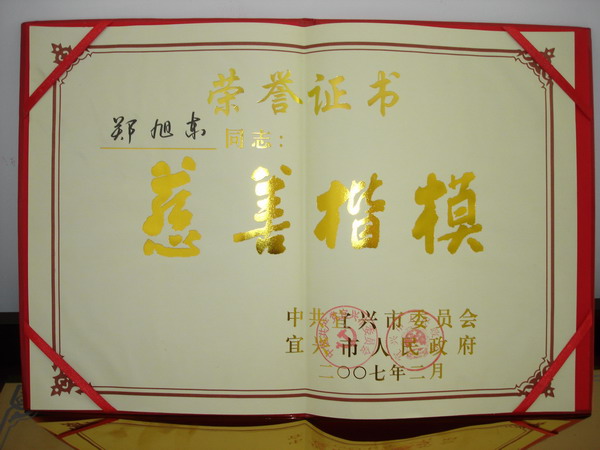 荣誉证书
郑旭东 同志：
慈善楷模
中共宜兴市委员会
宜兴市人民政府
二〇〇七年二月